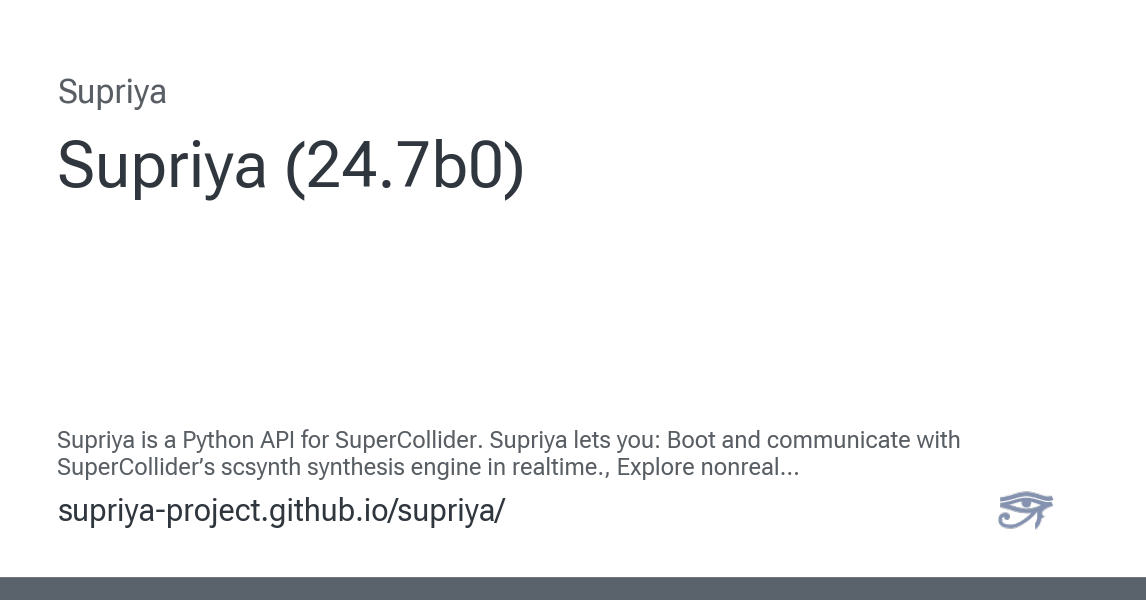 Supriya
Supriya (24.7b0)
Supriya is a Python API for SuperCollider. Supriya lets you: Boot and communicate with
SuperCollider’s scsynth synthesis engine in realtime., Explore nonreal...
supriya-project.github.io/supriya/